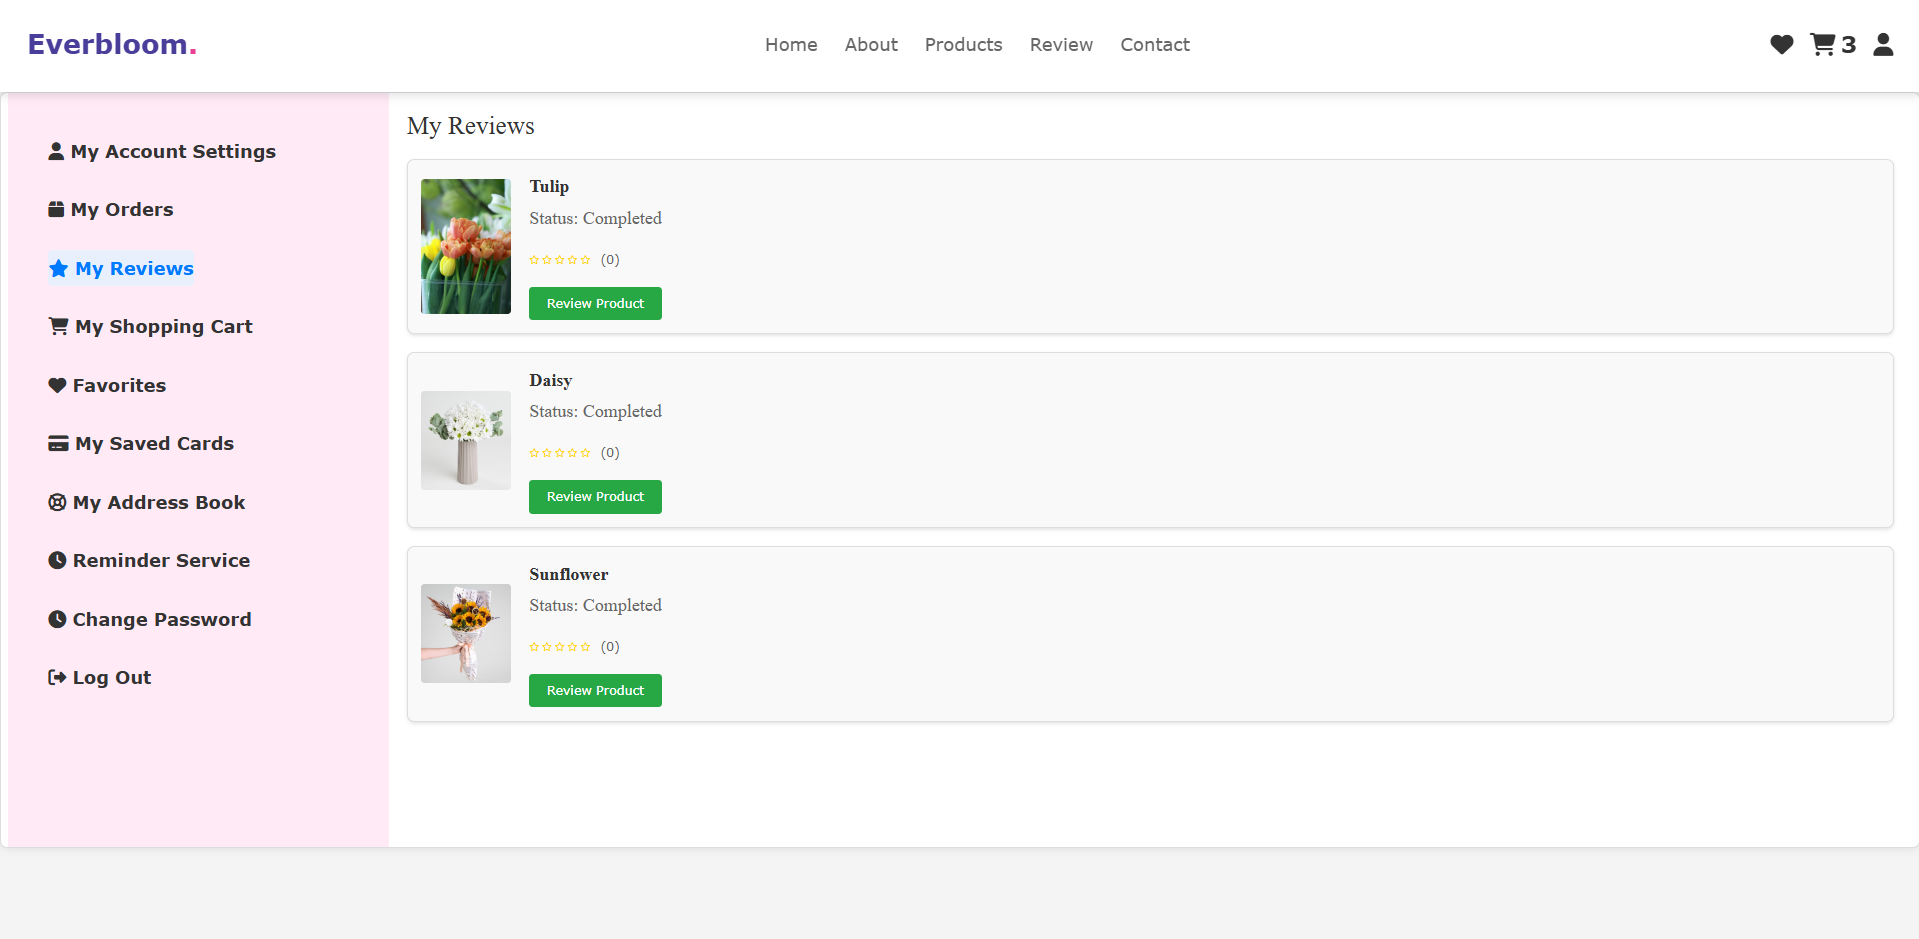 Everbloom.
Home About Products Review Contact
3
My Account Settings
My Orders
My Reviews
My Shopping Cart
Favorites
My Saved Cards
My Address Book
Reminder Service
Change Password
Log Out
My Reviews
Tulip
Status: Completed
(0)
Review Product
Daisy
Status: Completed
(0)
Review Product
Sunflower
Status: Completed
(0)
Review Product